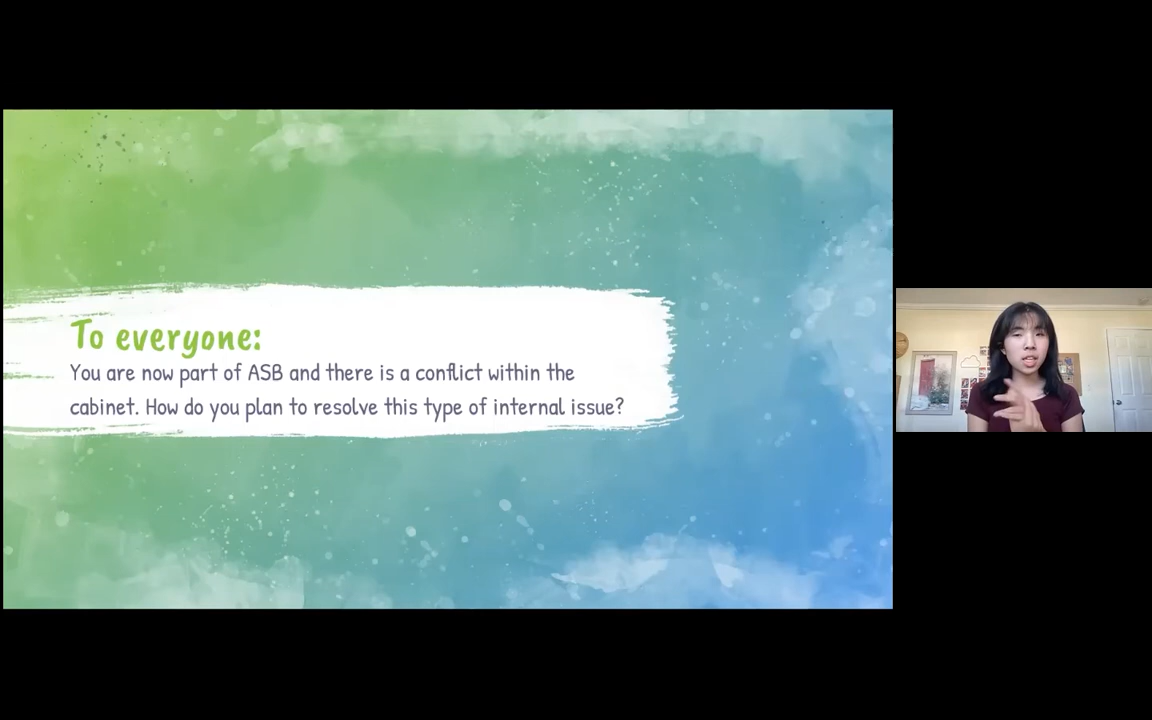 To everyone:
You are now part of ASB and there is a conflict within the
cabinet. How do you plan to resolve this type of internal issue?